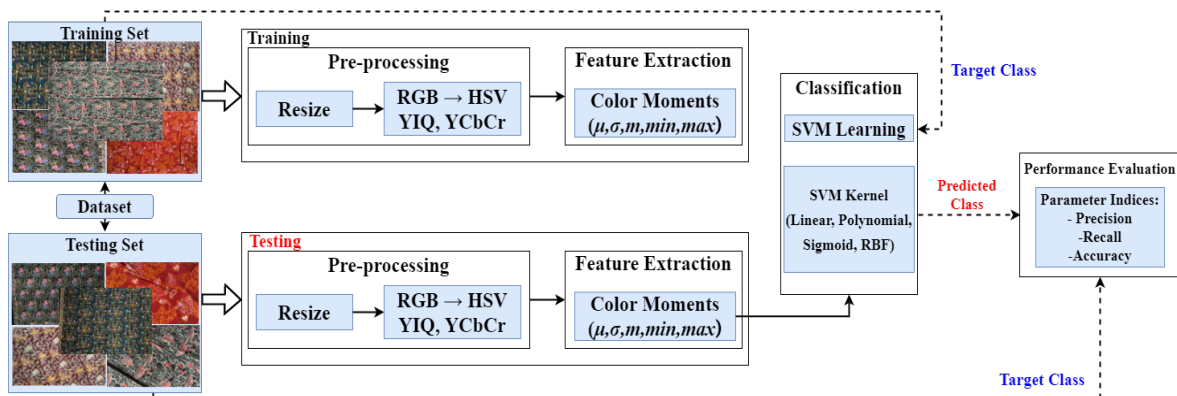 Training Set
Dataset
Testing Set
Training
Pre-processing
Resize
RGB → HSV
YIQ, YCbCr
Feature Extraction
Color Moments
(μ,σ,m,min,max)
Testing
Pre-processing
Resize
RGB → HSV
YIQ, YCbCr
Feature Extraction
Color Moments
(μ,σ,m,min,max)
Target Class
Classification
SVM Learning
SVM Kernel
(Linear, Polynomial,
Sigmoid, RBF)
Predicted
Class
Performance Evaluation
Parameter Indices:
- Precision
-Recall
-Accuracy
Target Class